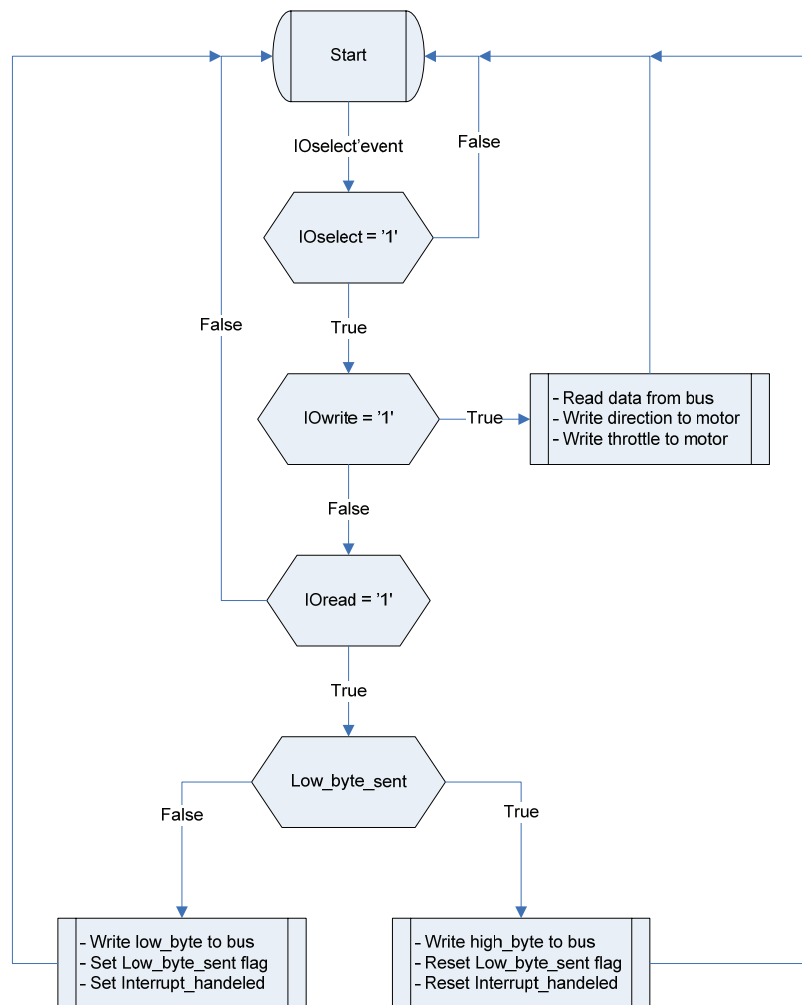 Start
IOselect'event
False
IOselect = '1'
False
True
IOwrite = '1'
True
- Read data from bus
- Write direction to motor
- Write throttle to motor
False
IOread = '1'
True
Low_byte_sent
False
True
- Write low_byte to bus
- Set Low_byte_sent flag
- Set Interrupt_handeled
- Write high_byte to bus
- Reset Low_byte_sent flag
- Reset Interrupt_handeled